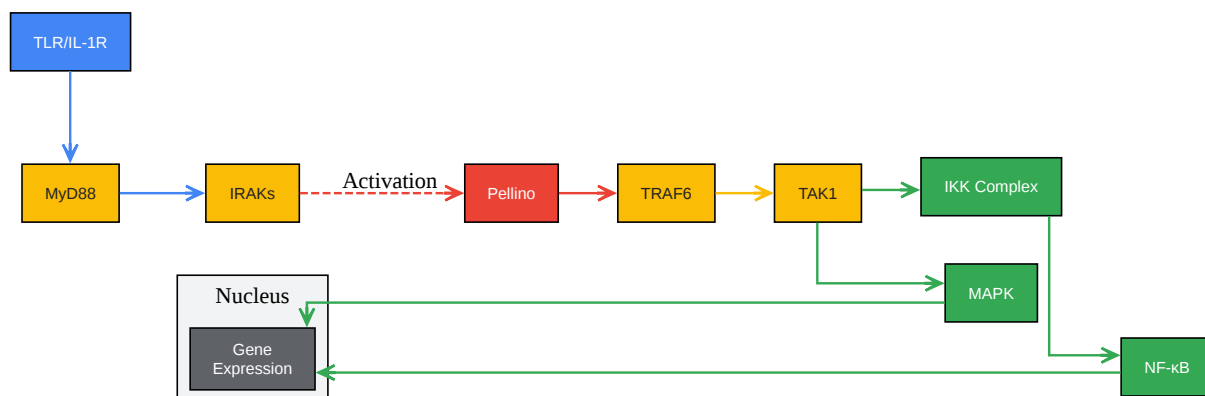 TLR/IL-1R
MyD88
IRAKs
Activation
Pellino
TRAF6
TAK1
IKK Complex
MAPK
Nucleus
Gene
Expression
NF-κB